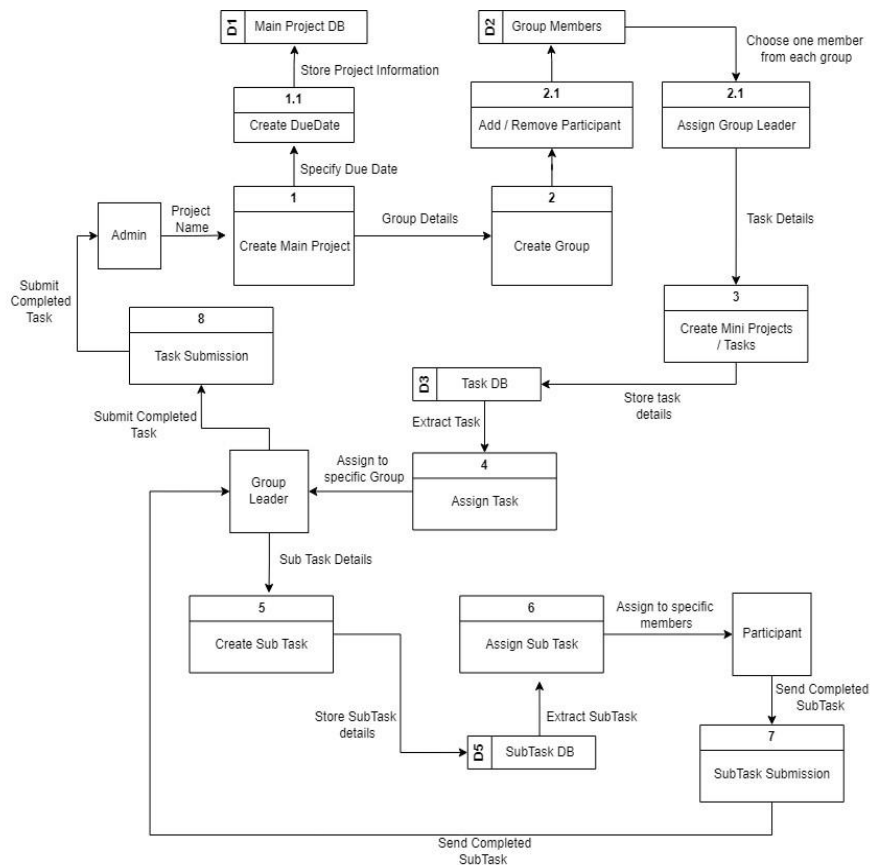 D1
Main Project DB
D2
Group Members
Choose one member
from each group
Store Project Information
1.1
Create DueDate
2.1
Add / Remove Participant
2.1
Assign Group Leader
Specify Due Date
Admin
Project
Name
1
Create Main Project
Group Details
2
Create Group
Task Details
Submit
Completed
Task
8
Task Submission
3
Create Mini Projects
/ Tasks
D3
Task DB
Store task
details
Submit Completed
Task
Extract Task
Group
Leader
Assign to
specific Group
4
Assign Task
Sub Task Details
5
Create Sub Task
6
Assign Sub Task
Assign to specific
members
Participant
Send Completed
SubTask
Store SubTask
details
Extract SubTask
D5
SubTask DB
7
SubTask Submission
Send Completed
SubTask